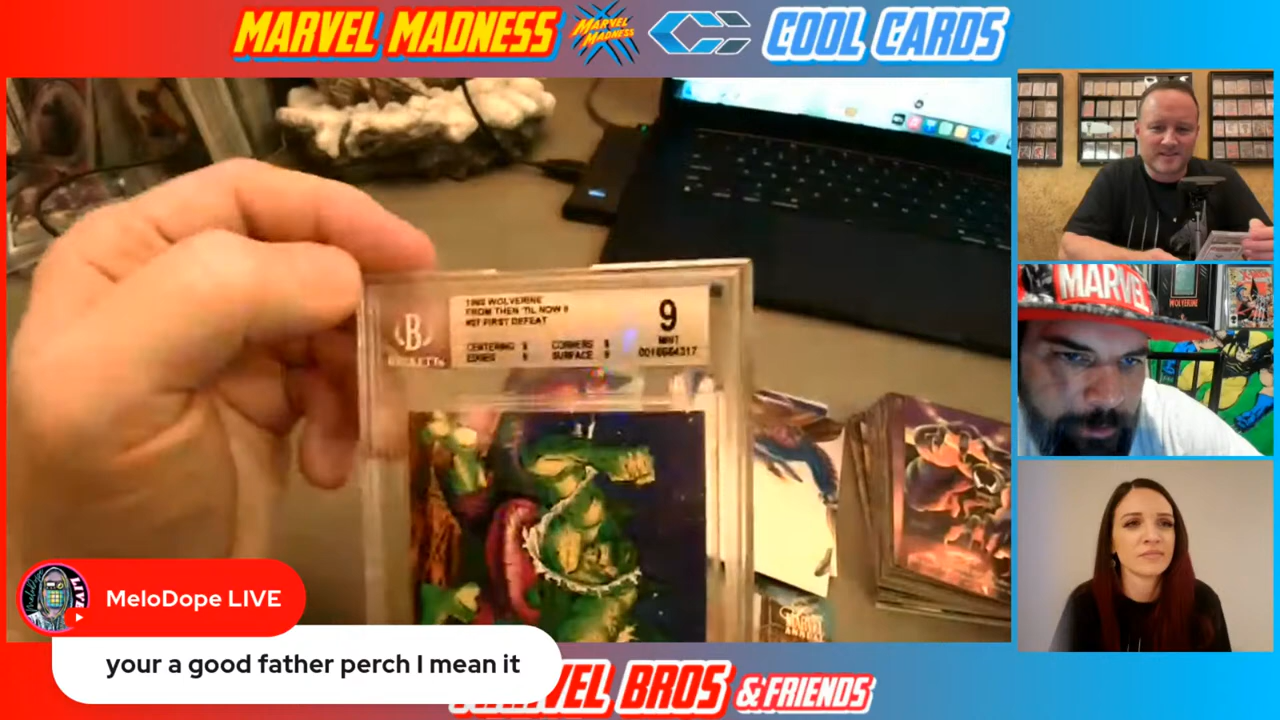 MARVEL MADNESS MARVEL MADNESS COOL CARDS
WOLVERINE
FROM THEN 'TIL NOW II
FIRST DEFEAT
9
MINT
CENTERING
CORNERS
EDGES
SURFACE 9
B
BECKETT
MARVEL
WOLVERINE
MeloDope LIVE
your a good father perch I mean it
VEL BROS & FRIENDS